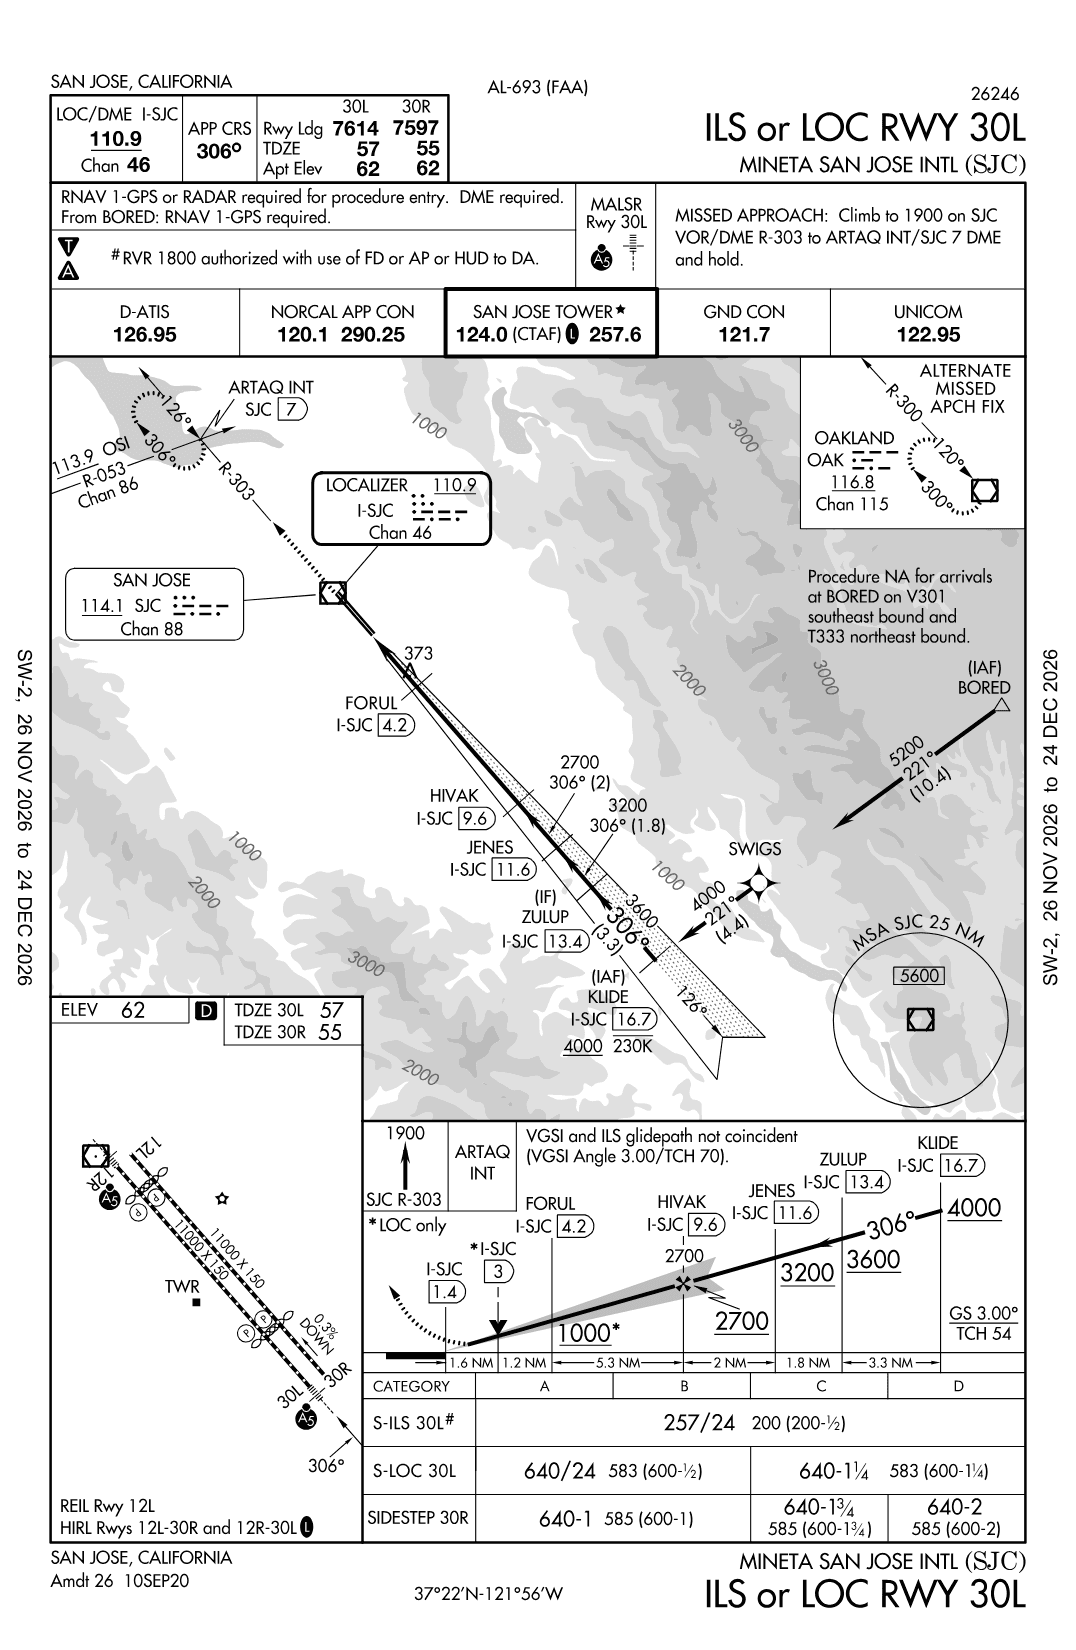 SAN JOSE, CALIFORNIA
AL-693 (FAA)
26246
ILS or LOC RWY 30L
MINETA SAN JOSE INTL (SJC)
LOC/DME I-SJC
110.9
Chan 46
APP CRS
306°
30L 30R
Rwy Ldg 7614 7597
TDZE 57 55
Apt Elev 62 62
RNAV 1-GPS or RADAR required for procedure entry. DME required.
From BORED: RNAV 1-GPS required.
T
A
#RVR 1800 authorized with use of FD or AP or HUD to DA.
MALSR
Rwy 30L
A5
MISSED APPROACH: Climb to 1900 on SJC
VOR/DME R-303 to ARTAQ INT/SJC 7 DME
and hold.
D-ATIS
126.95
NORCAL APP CON
120.1 290.25
SAN JOSE TOWER★
124.0 (CTAF) L 257.6
GND CON
121.7
UNICOM
122.95
ARTAQ INT
SJC 7
126°
306°
113.9 OSI
R-053
Chan 86
R-303
1000
3000
ALTERNATE
MISSED
APCH FIX
R-300
OAKLAND
OAK
116.8
Chan 115
120°
300°
LOCALIZER 110.9
I-SJC
Chan 46
SAN JOSE
114.1 SJC
Chan 88
Procedure NA for arrivals
at BORED on V301
southeast bound and
T333 northeast bound.
373
FORUL
I-SJC 4.2
2000
3000
(IAF)
BORED
5200
221°
(10.4)
2700
306° (2)
HIVAK
I-SJC 9.6
3200
306° (1.8)
JENES
I-SJC 11.6
1000
2000
1000
SWIGS
4000
221°
(4.4)
(IF)
ZULUP
I-SJC 13.4
3600
306°
(3.3)
3000
(IAF)
KLIDE
I-SJC 16.7
4000 230K
126°
2000
MSA SJC 25 NM
5600
SW-2, 26 NOV 2026 to 24 DEC 2026
SW-2, 26 NOV 2026 to 24 DEC 2026
ELEV 62
D
TDZE 30L 57
TDZE 30R 55
12L
12R
A5
P
P
11000 X 150
11000 X 150
TWR
P
P
0.3%
DOWN
30L
30R
A5
306°
REIL Rwy 12L
HIRL Rwys 12L-30R and 12R-30L L
1900
SJC R-303
ARTAQ
INT
VGSI and ILS glidepath not coincident
(VGSI Angle 3.00/TCH 70).
*LOC only
I-SJC
1.4
*I-SJC
3
FORUL
I-SJC 4.2
HIVAK
I-SJC 9.6
2700
JENES
I-SJC 11.6
ZULUP
I-SJC 13.4
KLIDE
I-SJC 16.7
306°
4000
3600
3200
2700
1000*
GS 3.00°
TCH 54
1.6 NM 1.2 NM 5.3 NM 2 NM 1.8 NM 3.3 NM
CATEGORY A B C D
S-ILS 30L# 257/24 200 (200-½)
S-LOC 30L 640/24 583 (600-½) 640-1¼ 583 (600-1¼)
SIDESTEP 30R 640-1 585 (600-1) 640-1¾ 585 (600-1¾) 640-2 585 (600-2)
SAN JOSE, CALIFORNIA
Amdt 26 10SEP20
37°22'N-121°56'W
MINETA SAN JOSE INTL (SJC)
ILS or LOC RWY 30L